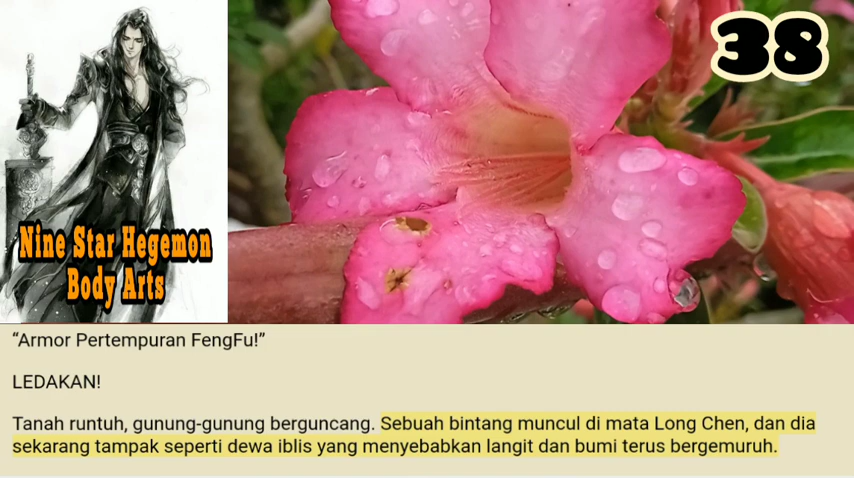 38
Nine Star Hegemon
Body Arts
“Armor Pertempuran FengFu!”
LEDAKAN!
Tanah runtuh, gunung-gunung berguncang. Sebuah bintang muncul di mata Long Chen, dan dia
sekarang tampak seperti dewa iblis yang menyebabkan langit dan bumi terus bergemuruh.